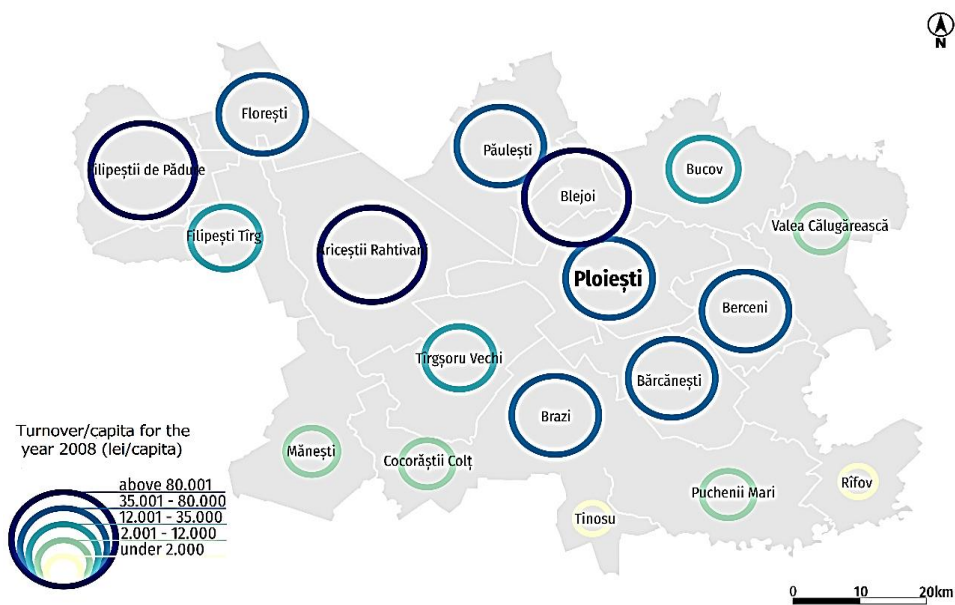 N
Florești
Păulești
Filipeștii de Pădure
Bucov
Blejoi
Valea Călugărească
Filipești Tîrg
Ariceștii Rahtivani
Ploiești
Berceni
Tîrgșoru Vechi
Bărcănești
Brazi
Turnover/capita for the
year 2008 (lei/capita)
Mănești
Cocorăștii Colț
above 80.001
35.001 - 80.000
12.001 - 35.000
2.001 - 12.000
under 2.000
Rîfov
Puchenii Mari
Tinosu
0 10 20km